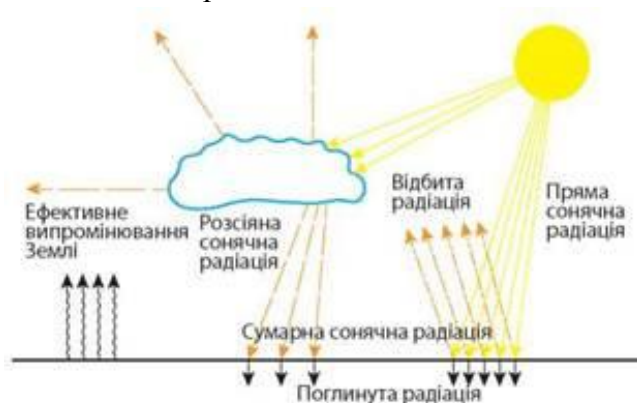 Відбита
радіація
Пряма
сонячна
радіація
Ефективне
випромінювання
Землі
Розсіяна
сонячна
радіація
Сумарна сонячна радіація
Поглинута радіація